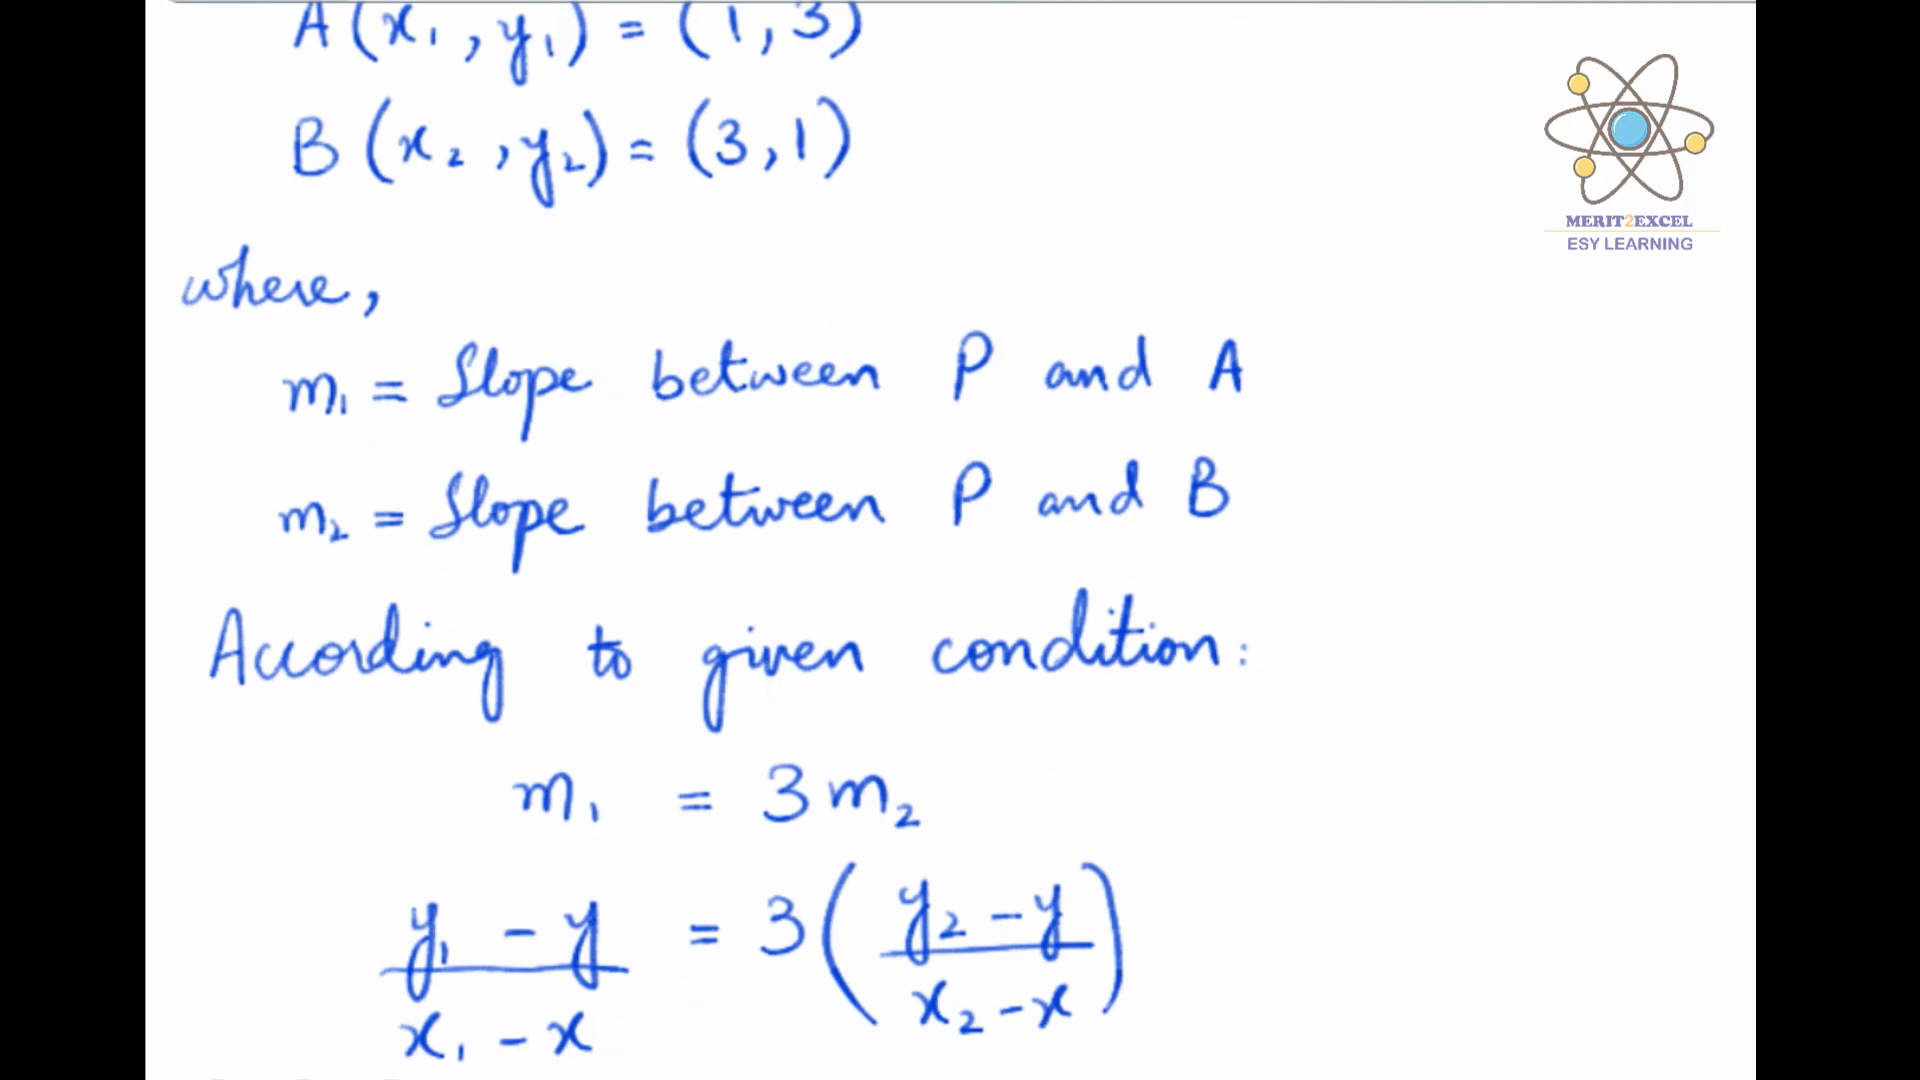 A(x₁, y₁) = (1, 3)
B(x₂, y₂) = (3, 1)
MERIT2EXCEL
ESY LEARNING
where,
m₁ = Slope between P and A
m₂ = Slope between P and B
According to given condition:
m₁ = 3m₂
y₁ - y / x₁ - x = 3(y₂ - y / x₂ - x)